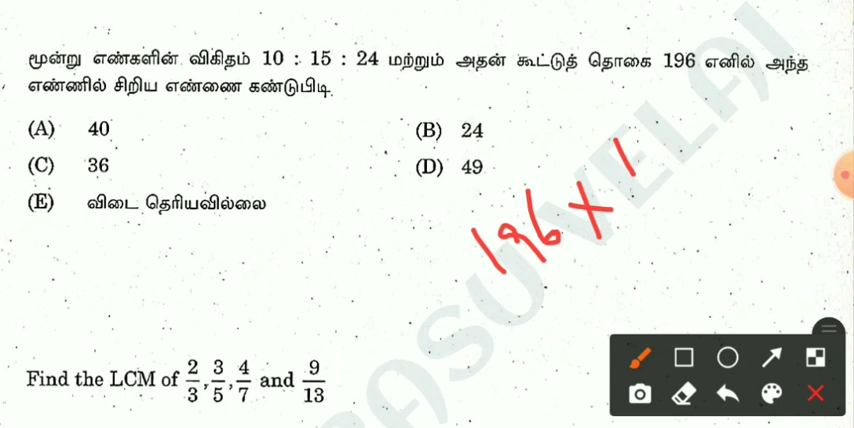 மூன்று எண்களின் விகிதம் 10 : 15 : 24 மற்றும் அதன் கூட்டுத் தொகை 196 எனில் அந்த
எண்ணில் சிறிய எண்ணை கண்டுபிடி.
(A) 40 (B) 24
(C) 36 (D) 49
(E) விடை தெரியவில்லை
196 X 1
Find the LCM of 2/3, 3/5, 4/7 and 9/13